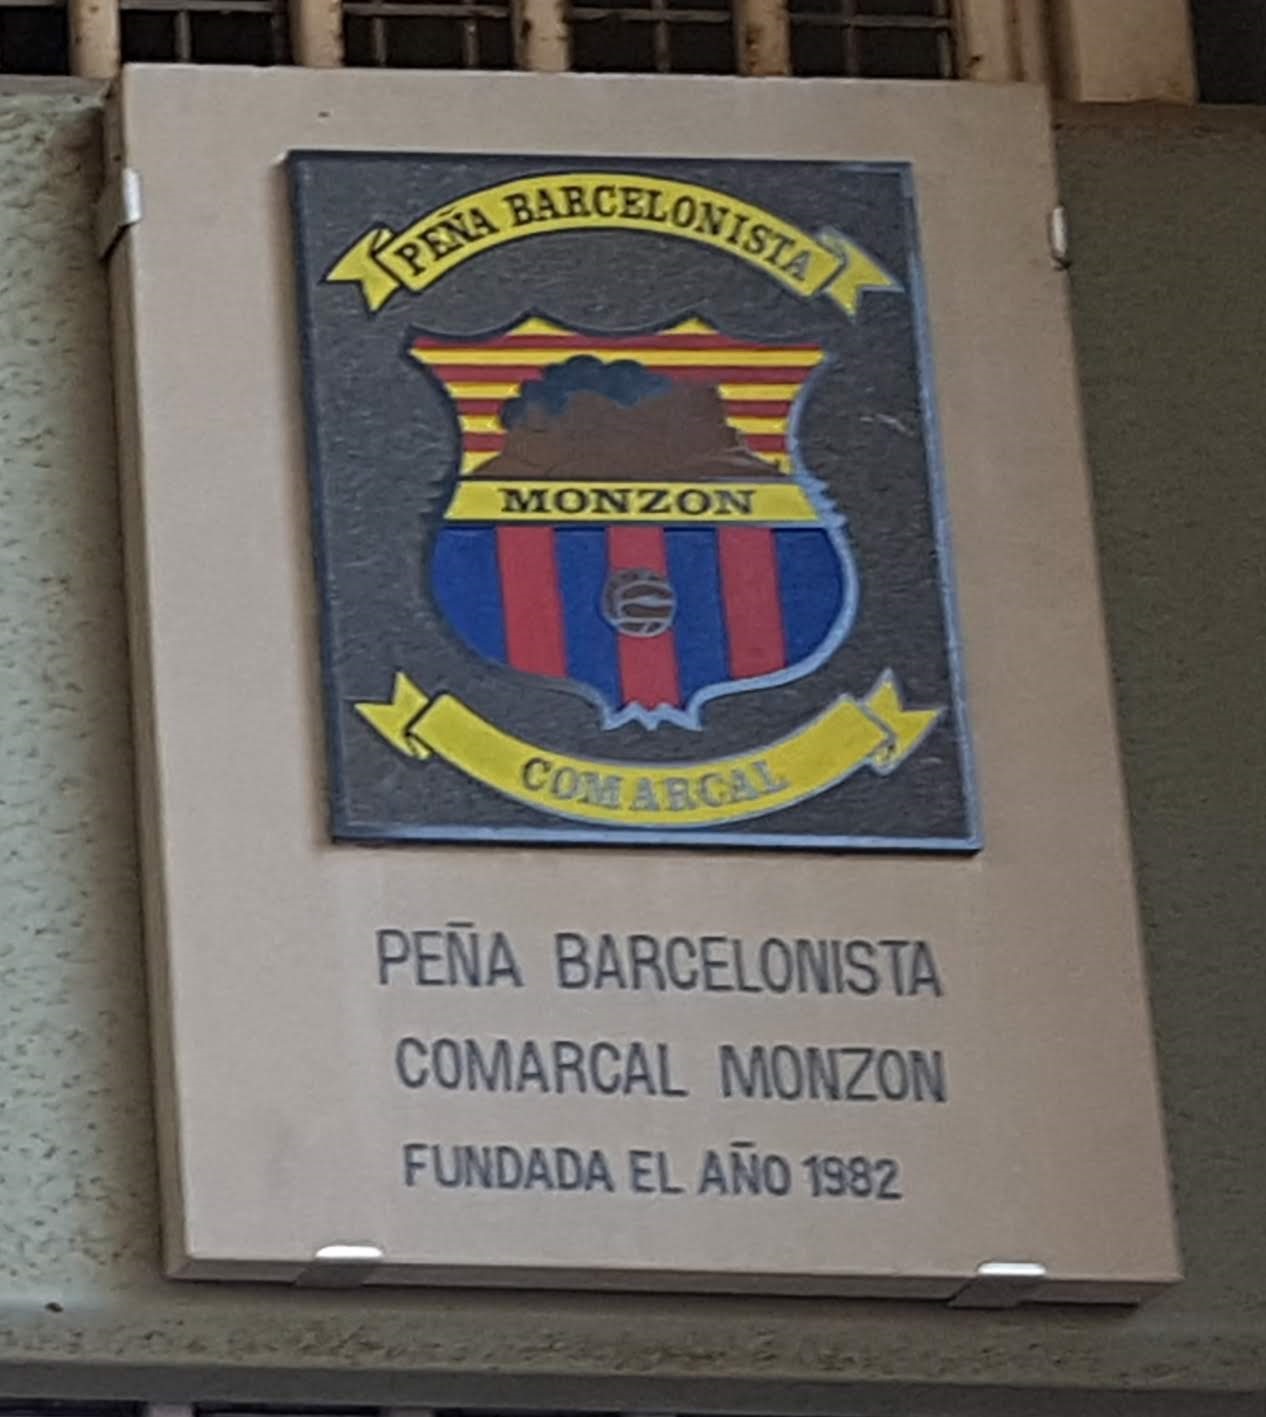 PEÑA BARCELONISTA
MONZON
COMARCAL
PEÑA BARCELONISTA
COMARCAL MONZON
FUNDADA EL AÑO 1982